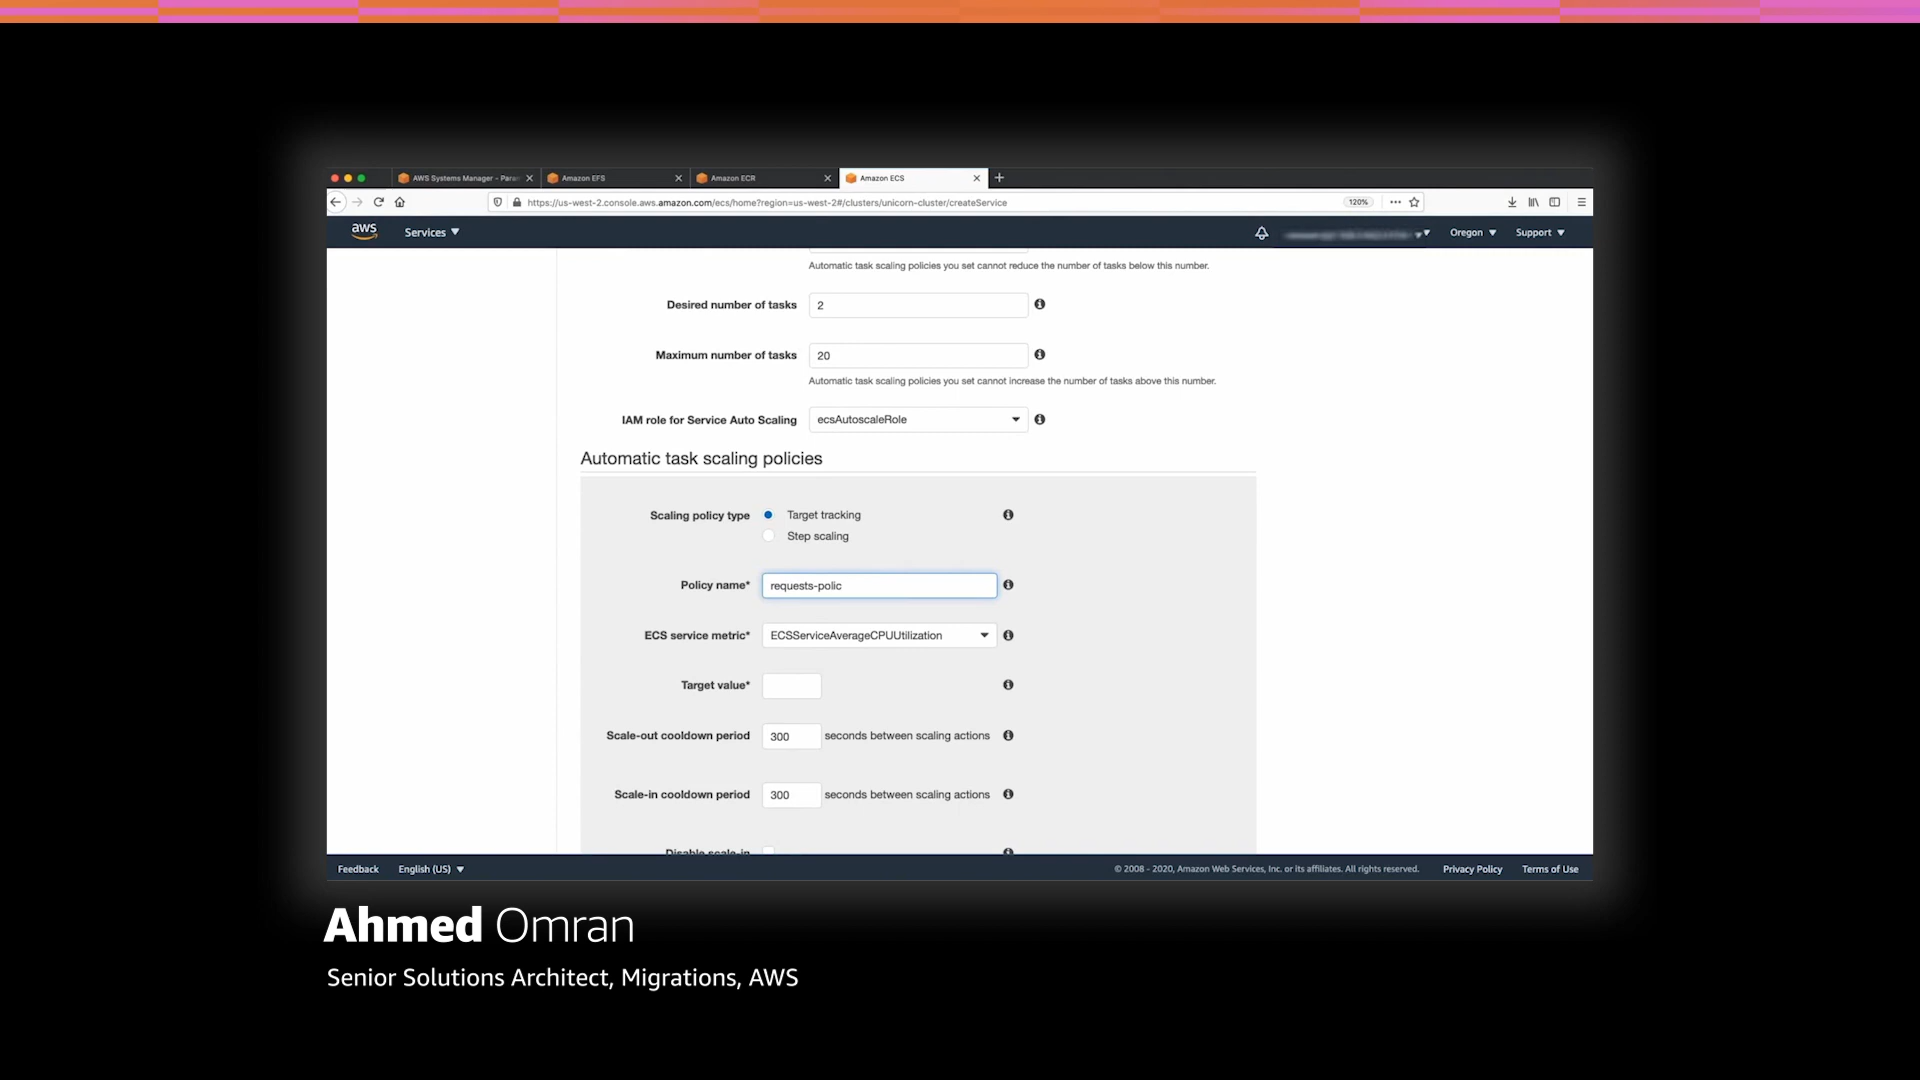 AWS Systems Manager - Param
Amazon EFS
Amazon ECR
Amazon ECS
https://us-west-2.console.aws.amazon.com/ecs/home?region=us-west-2#/clusters/unicorn-cluster/createService
120%
aws
Services
Oregon
Support
Automatic task scaling policies you set cannot reduce the number of tasks below this number.
Desired number of tasks 2
Maximum number of tasks 20
Automatic task scaling policies you set cannot increase the number of tasks above this number.
IAM role for Service Auto Scaling ecsAutoscaleRole
Automatic task scaling policies
Scaling policy type Target tracking
Step scaling
Policy name* requests-polic
ECS service metric* ECSServiceAverageCPUUtilization
Target value*
Scale-out cooldown period 300 seconds between scaling actions
Scale-in cooldown period 300 seconds between scaling actions
Disable scale-in
Feedback English (US) © 2008 - 2020, Amazon Web Services, Inc. or its affiliates. All rights reserved. Privacy Policy Terms of Use
Ahmed Omran
Senior Solutions Architect, Migrations, AWS